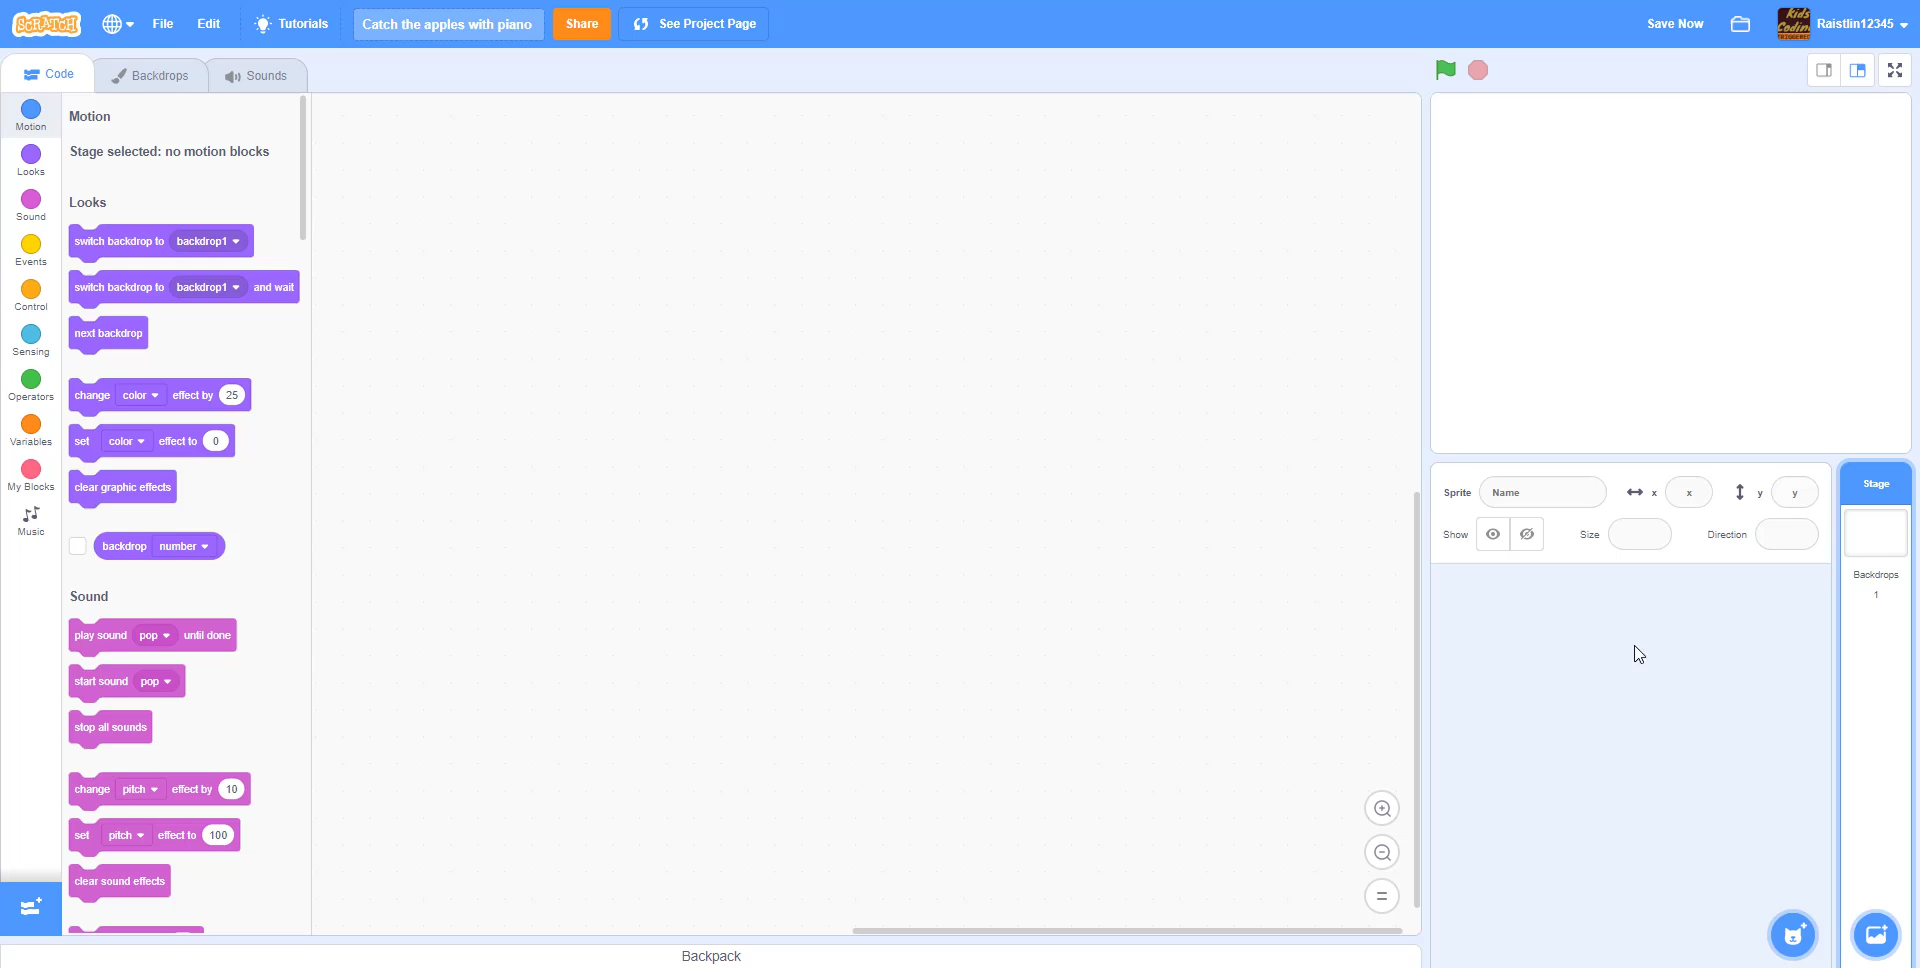 SCRATCH File Edit Tutorials Catch the apples with piano Share See Project Page Save Now Kids Coding TRIGGERED Raistlin12345
Code Backdrops Sounds
Motion
Looks
Sound
Events
Control
Sensing
Operators
Variables
My Blocks
Music
Motion
Stage selected: no motion blocks
Looks
switch backdrop to backdrop1
switch backdrop to backdrop1 and wait
next backdrop
change color effect by 25
set color effect to 0
clear graphic effects
backdrop number
Sound
play sound pop until done
start sound pop
stop all sounds
change pitch effect by 10
set pitch effect to 100
clear sound effects
Backpack
Sprite Name x x y y
Show Size Direction
Stage
Backdrops
1